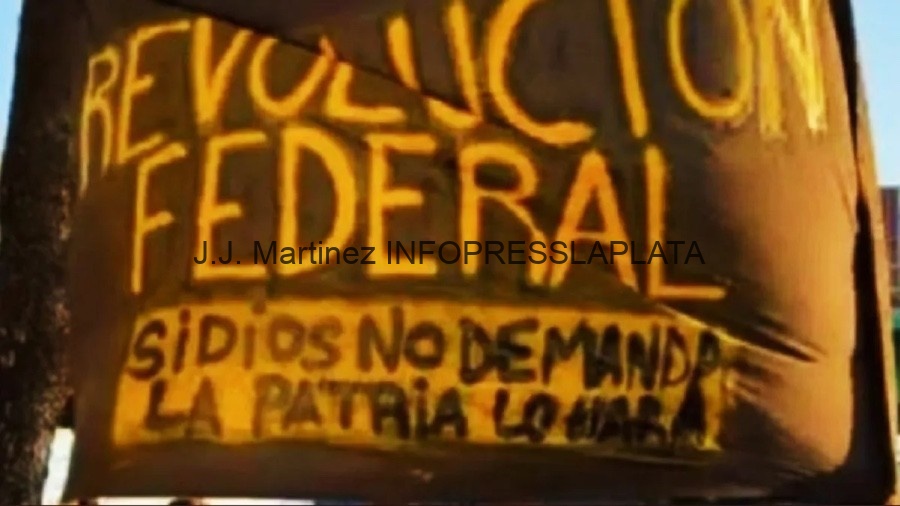 REVOLUCION
FEDERAL
J.J. Martinez INFOPRESSLAPLATA
SiDiOS NO DEMANDA
LA PATRiA LO HARA